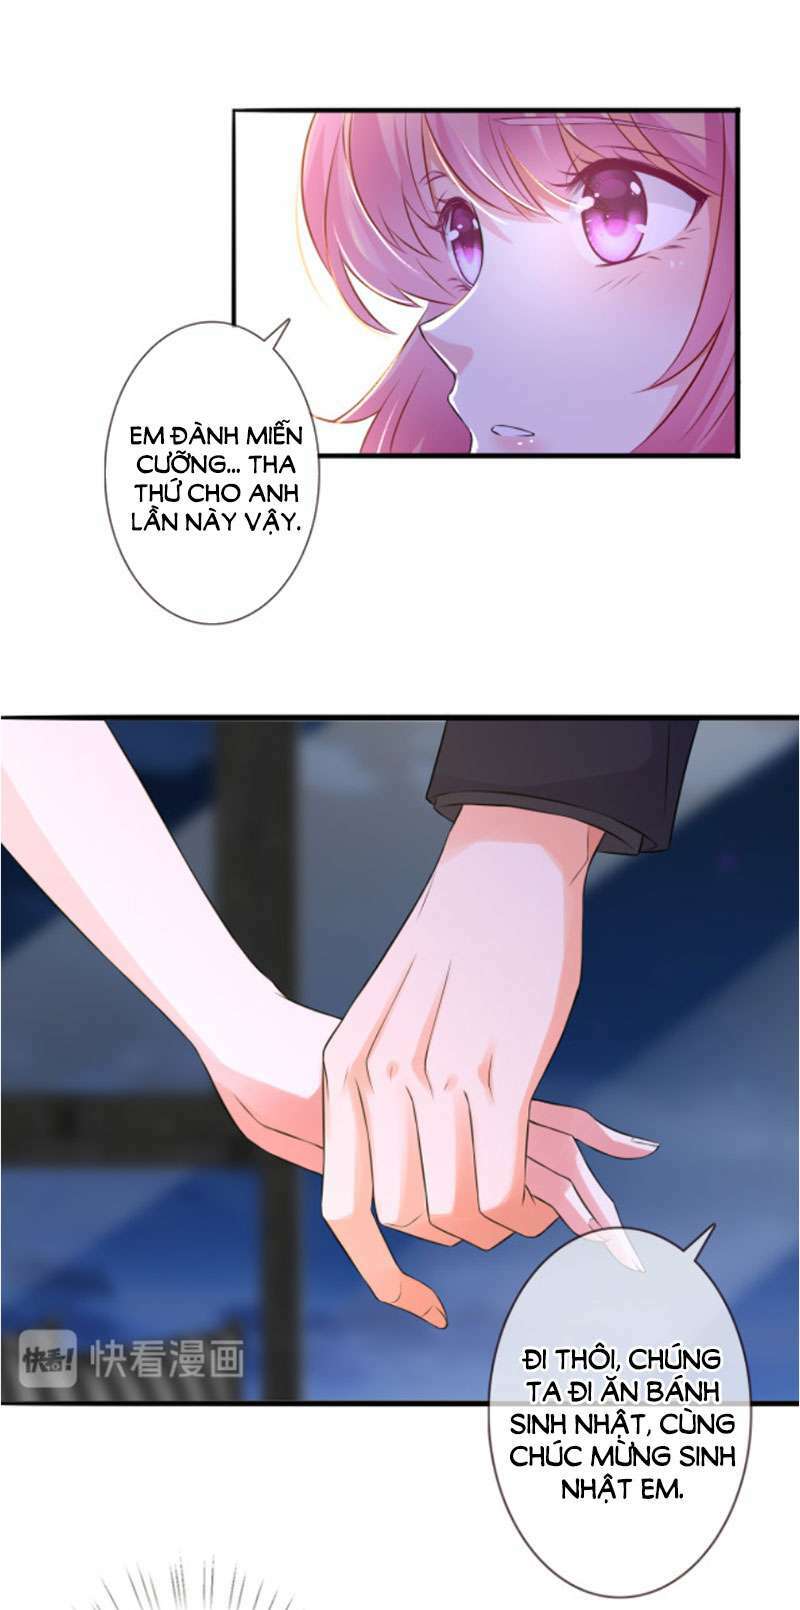 EM ĐÀNH MIỄN
CƯỠNG... THA
THỨ CHO ANH
LẦN NÀY VẬY.
快看! 快看漫画
ĐI THÔI, CHÚNG
TA ĐI ĂN BÁNH
SINH NHẬT, CÙNG
CHÚC MỪNG SINH
NHẬT EM.